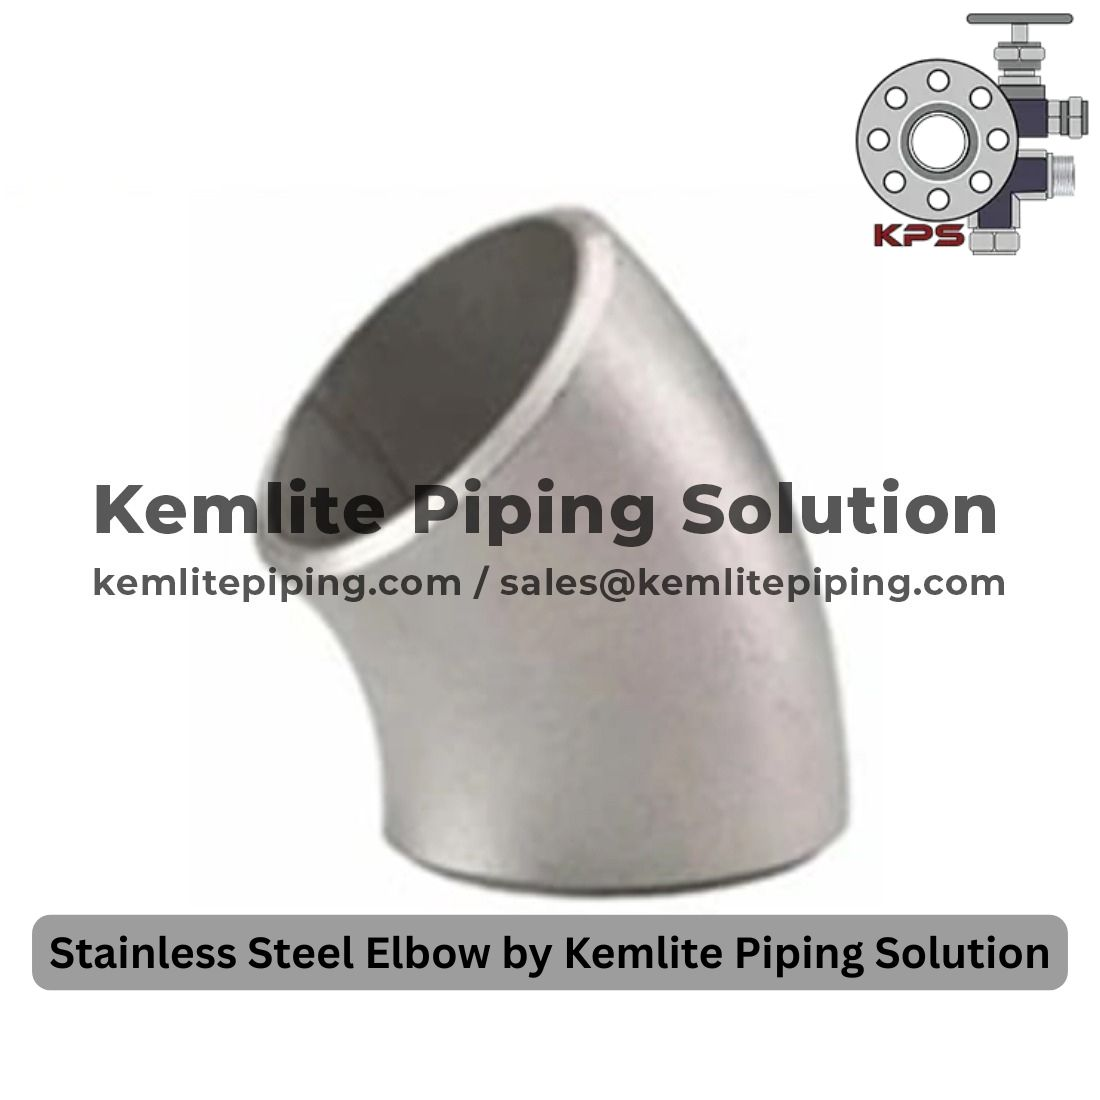 KPS
Kemlite Piping Solution
kemlitepiping.com / sales@kemlitepiping.com
Stainless Steel Elbow by Kemlite Piping Solution